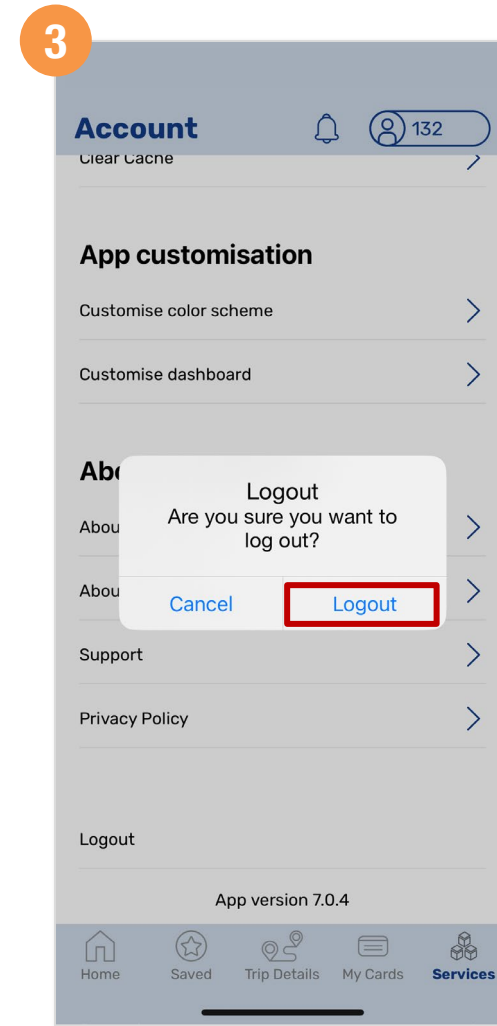 3
Account
132
Clear Cache
App customisation
Customise color scheme
Customise dashboard
Abo
Logout
Are you sure you want to
log out?
Abou
Abou
Cancel
Logout
Support
Privacy Policy
Logout
App version 7.0.4
Home
Saved
Trip Details
My Cards
Services